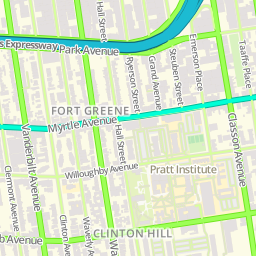 Hall Street
s Expressway
Park Avenue
Ryerson Street
Grand Avenue
Steuben Street
Emerson Place
Taaffe Place
FORT GREENE
Myrtle Avenue
Hall Street
Classon Avenue
Vanderbilt Avenue
Clermont Avenue
Willoughby Avenue
Pratt Institute
Clinton Av
Waverly A
Wa
CLINTON HILL
b Avenue